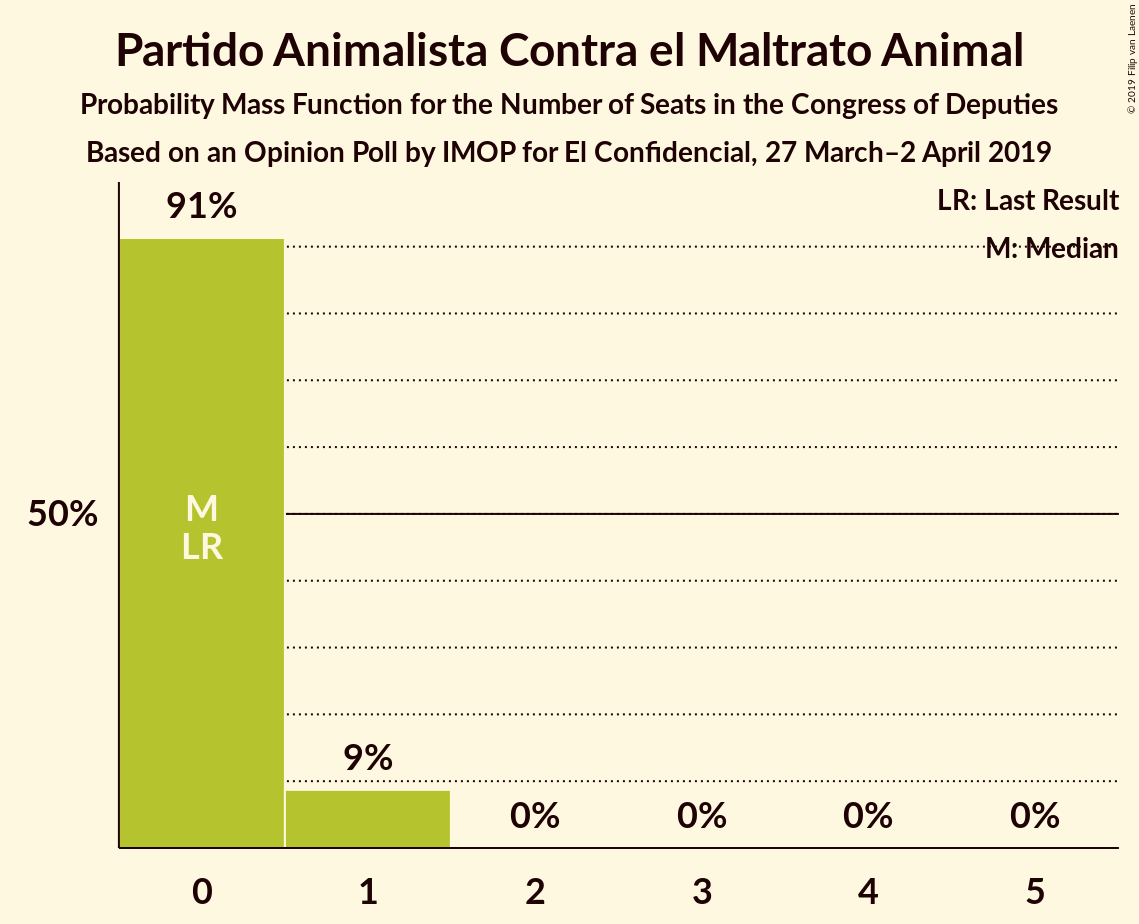 Partido Animalista Contra el Maltrato Animal
Probability Mass Function for the Number of Seats in the Congress of Deputies
Based on an Opinion Poll by IMOP for El Confidencial, 27 March–2 April 2019
© 2019 Filip van Laenen
LR: Last Result
M: Median
91%
50%
M
LR
9%
0%
0%
0%
0%
0
1
2
3
4
5